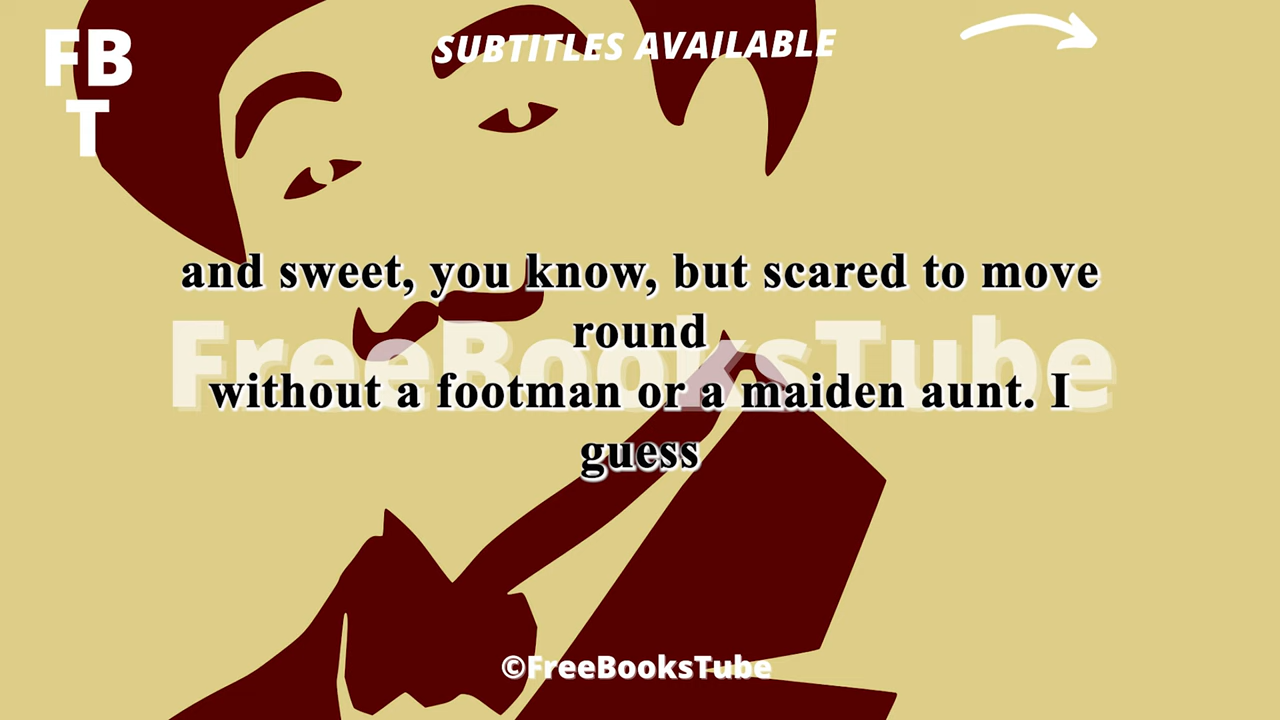 FB
T
SUBTITLES AVAILABLE
and sweet, you know, but scared to move
round
FreeBooksTube
without a footman or a maiden aunt. I
guess
©FreeBooksTube